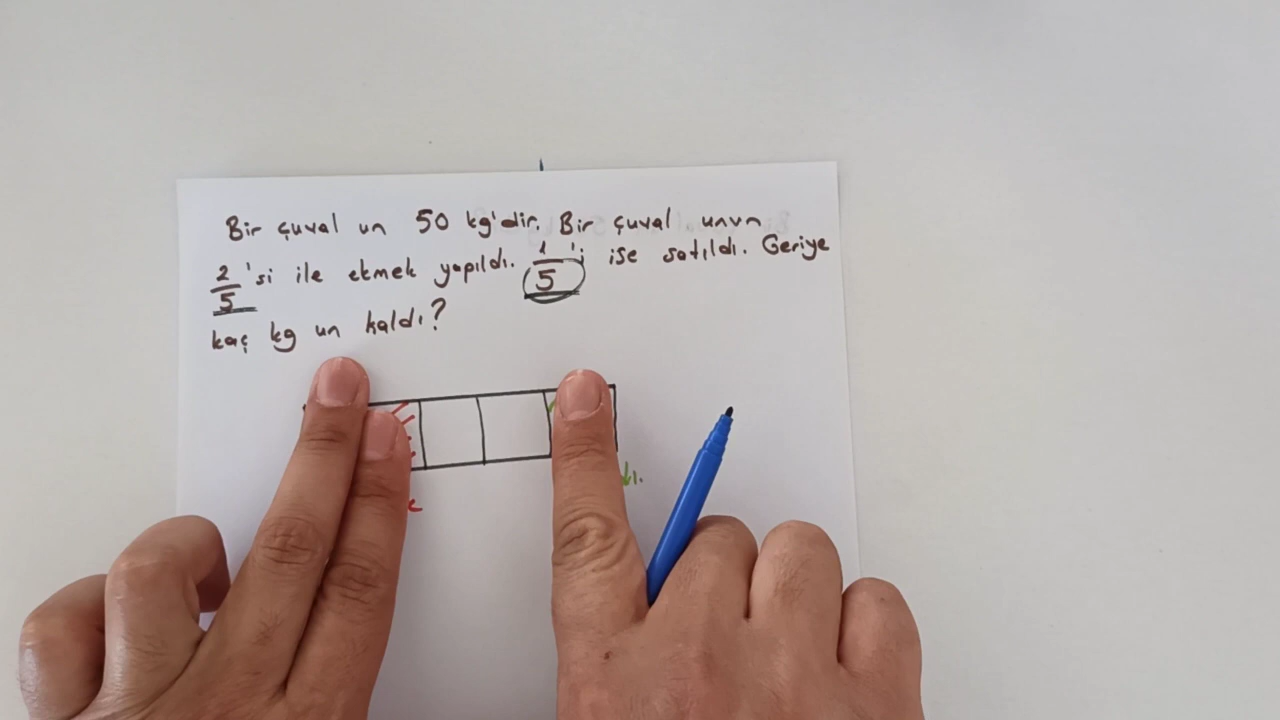 Bir çuval un 50 kg'dir. Bir çuval unun
2/5 'si ile ekmek yapıldı. 1/5 'i ise satıldı. Geriye
kaç kg un kaldı?